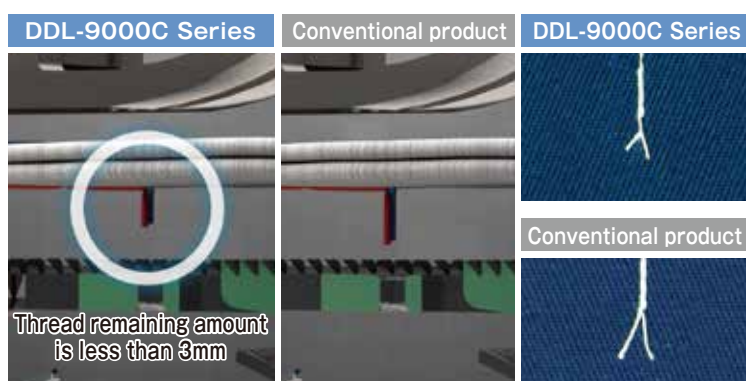 DDL-9000C Series
Conventional product
DDL-9000C Series
Thread remaining amount
is less than 3mm
Conventional product